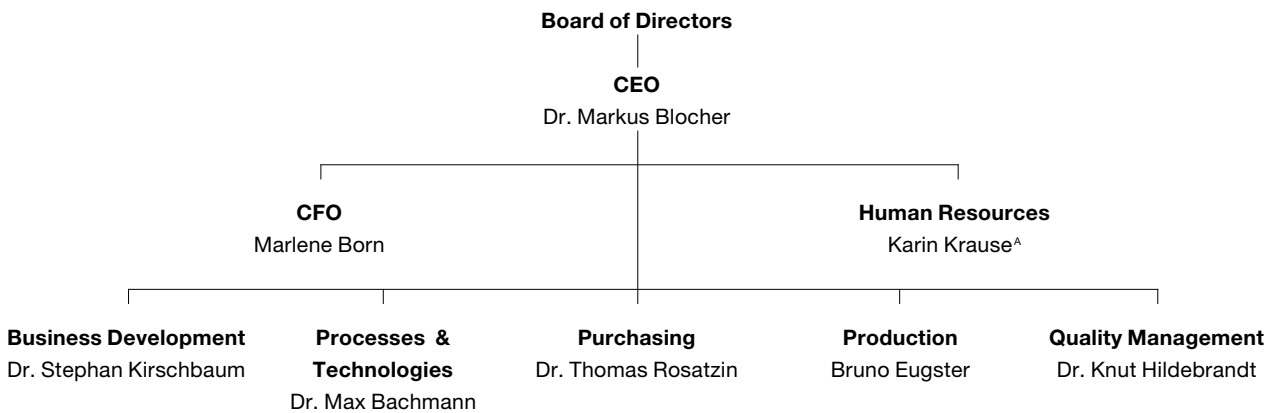 Board of Directors
CEO
Dr. Markus Blocher
CFO
Marlene Born
Human Resources
Karin Krauseᴬ
Business Development
Dr. Stephan Kirschbaum
Processes &
Technologies
Dr. Max Bachmann
Purchasing
Dr. Thomas Rosatzin
Production
Bruno Eugster
Quality Management
Dr. Knut Hildebrandt